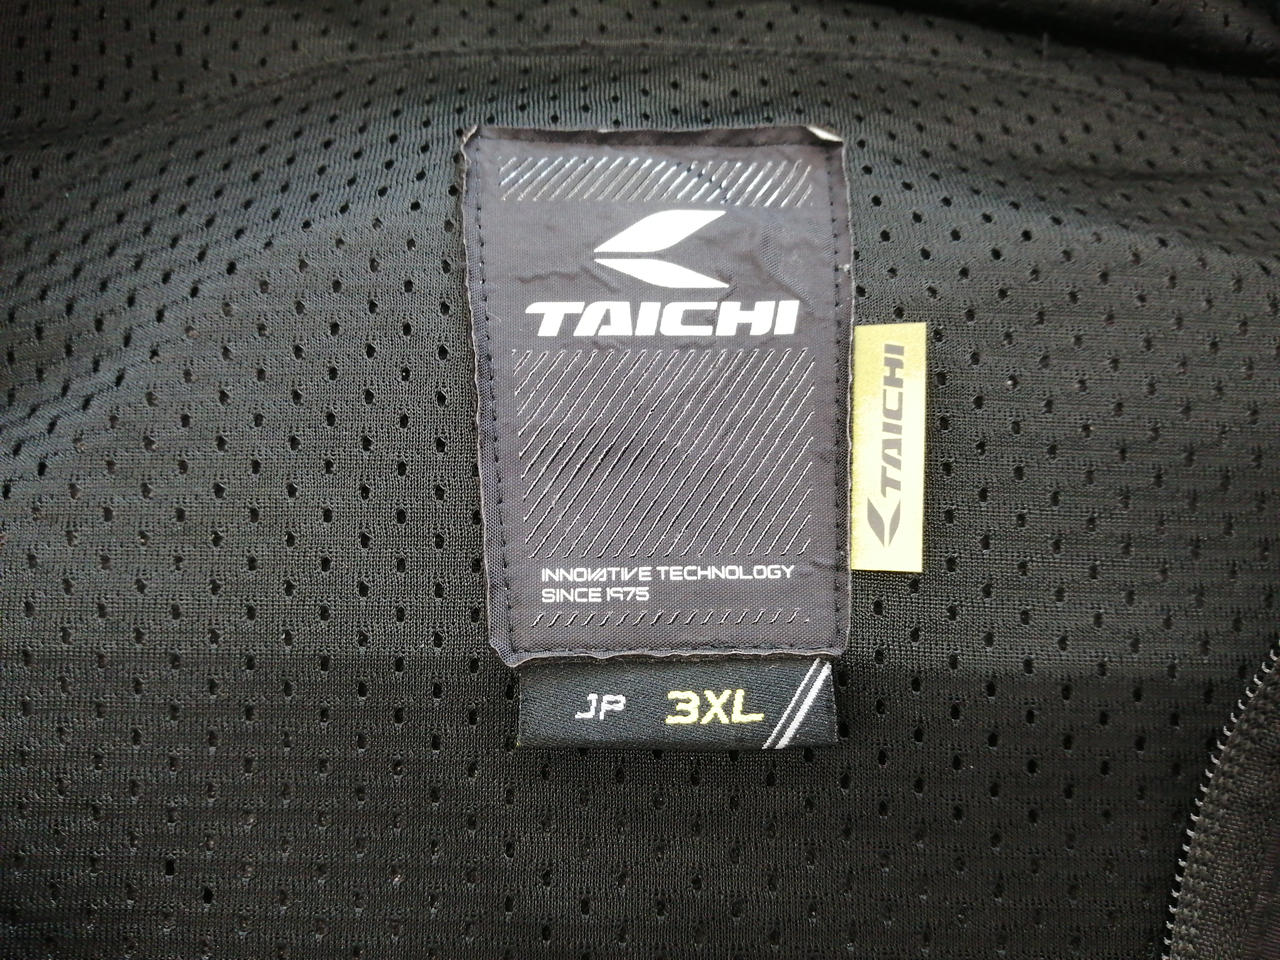 TAICHI
TAICHI
INNOVATIVE TECHNOLOGY
SINCE 1975
JP 3XL